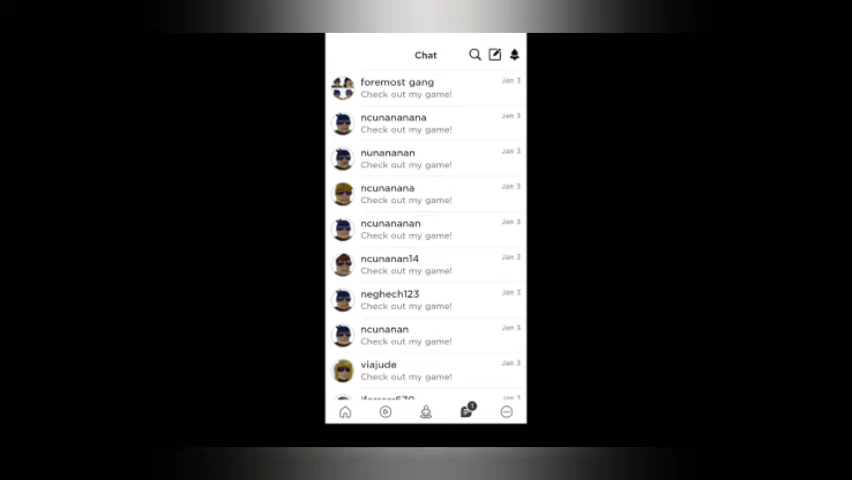 Chat
foremost gang
Jan 3
Check out my game!
ncunananana
Jan 3
Check out my game!
nunananan
Jan 3
Check out my game!
ncunanana
Jan 3
Check out my game!
ncunananan
Jan 3
Check out my game!
ncunanan14
Jan 3
Check out my game!
neghech123
Jan 3
Check out my game!
ncunanan
Jan 3
Check out my game!
viajude
Jan 3
Check out my game!
Jan 3
1